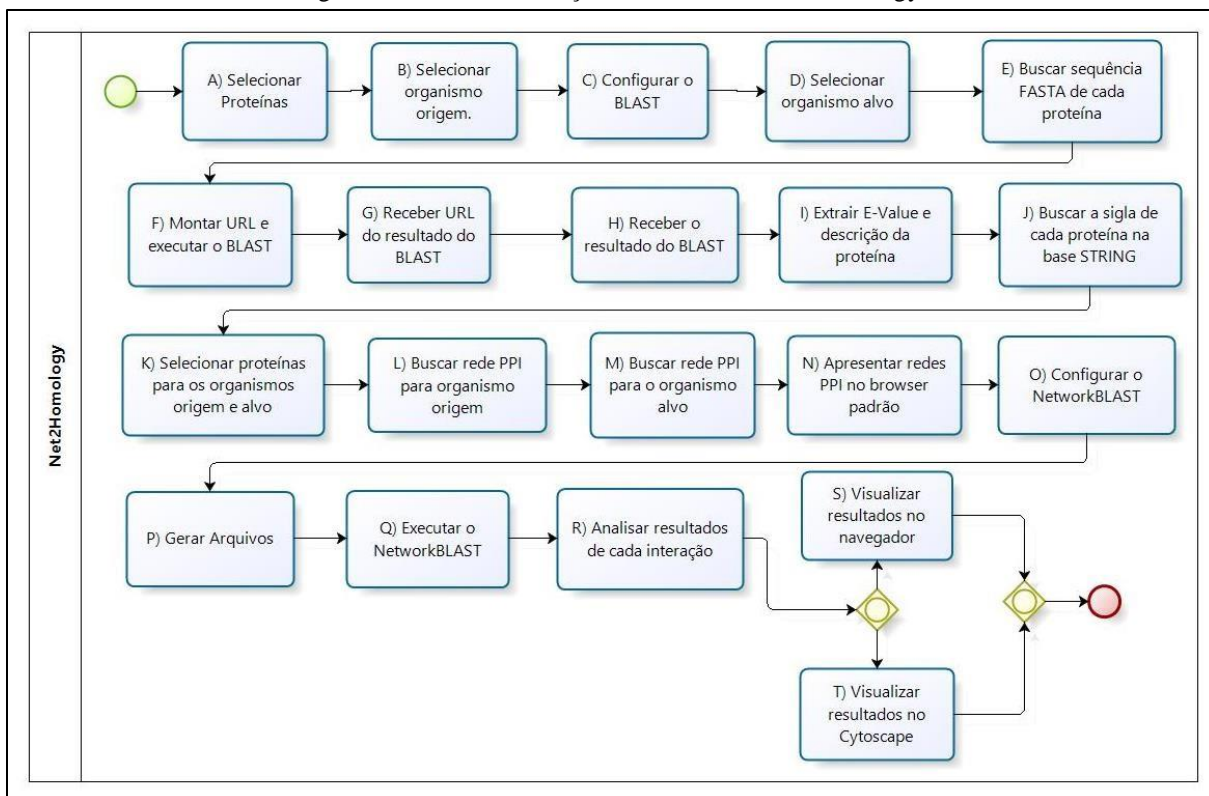 Net2Homology
A) Selecionar
Proteínas
B) Selecionar
organismo
origem.
C) Configurar o
BLAST
D) Selecionar
organismo alvo
E) Buscar sequência
FASTA de cada
proteína
F) Montar URL e
executar o BLAST
G) Receber URL
do resultado do
BLAST
H) Receber o
resultado do BLAST
I) Extrair E-Value e
descrição da
proteína
J) Buscar a sigla de
cada proteína na
base STRING
K) Selecionar proteínas
para os organismos
origem e alvo
L) Buscar rede PPI
para organismo
origem
M) Buscar rede PPI
para o organismo
alvo
N) Apresentar redes
PPI no browser
padrão
O) Configurar o
NetworkBLAST
P) Gerar Arquivos
Q) Executar o
NetworkBLAST
R) Analisar resultados
de cada interação
S) Visualizar
resultados no
navegador
T) Visualizar
resultados no
Cytoscape